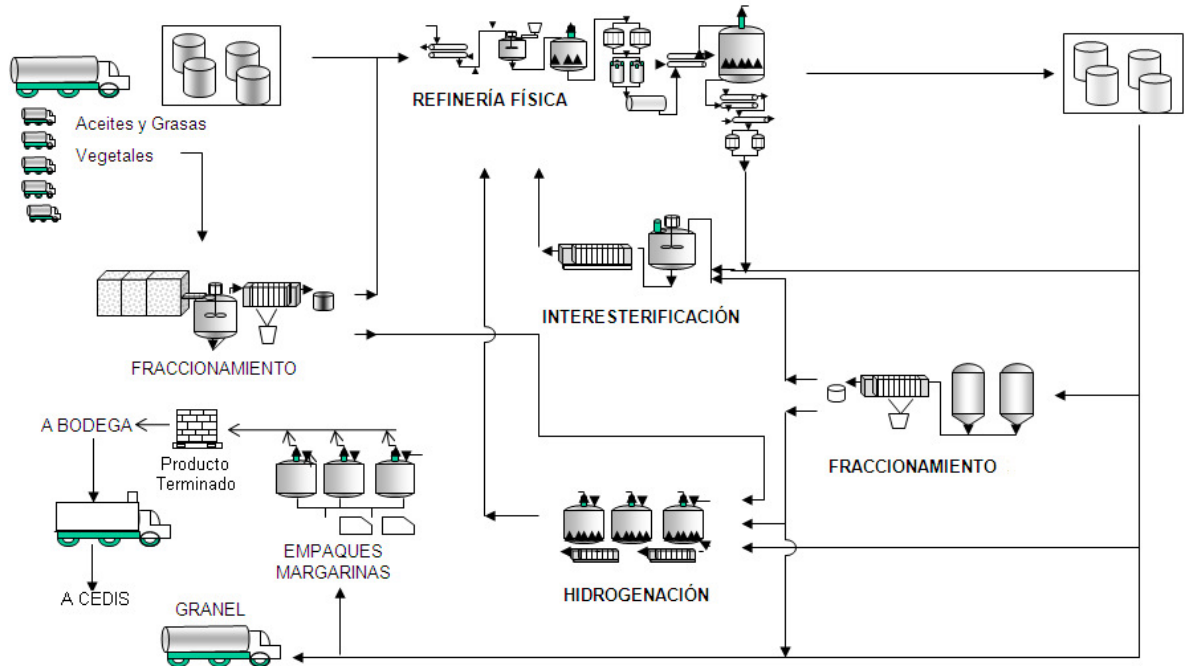 REFINERÍA FÍSICA
Aceites y Grasas
Vegetales
INTERESTERIFICACIÓN
FRACCIONAMIENTO
A BODEGA
Producto
Terminado
FRACCIONAMIENTO
EMPAQUES
MARGARINAS
HIDROGENACIÓN
A CEDIS
GRANEL